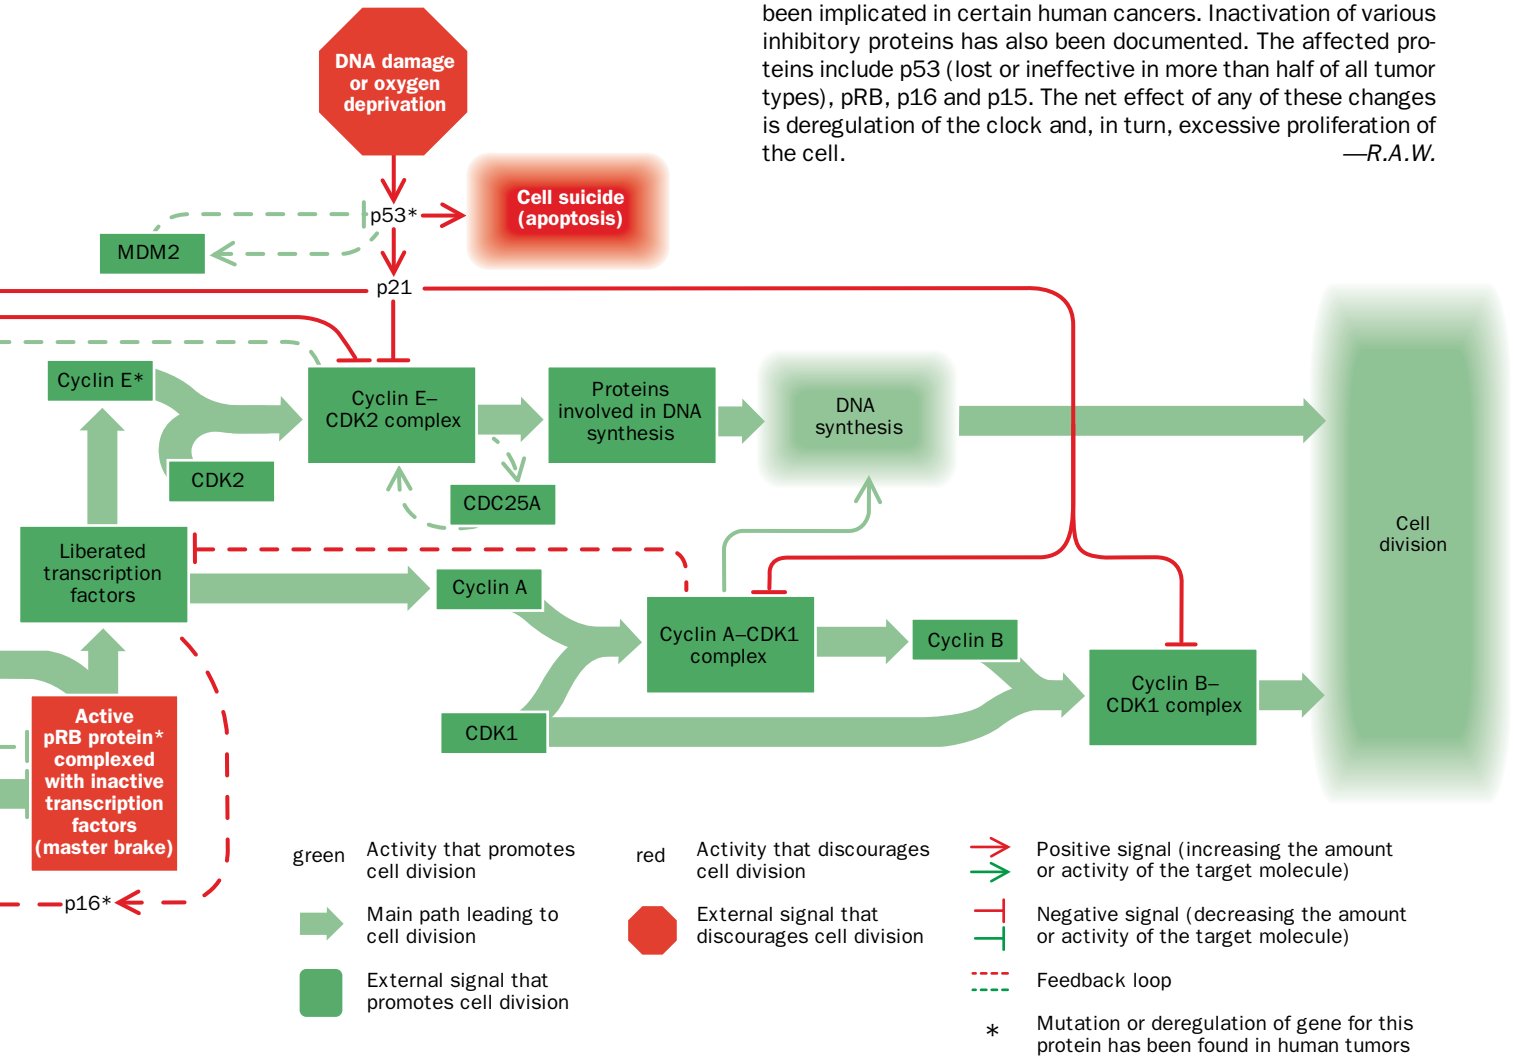 been implicated in certain human cancers. Inactivation of various
inhibitory proteins has also been documented. The affected pro-
teins include p53 (lost or ineffective in more than half of all tumor
types), pRB, p16 and p15. The net effect of any of these changes
is deregulation of the clock and, in turn, excessive proliferation of
the cell. —R.A.W.
DNA damage
or oxygen
deprivation
Cell suicide
(apoptosis)
p53*
MDM2
p21
Cyclin E*
CDK2
Cyclin E–
CDK2 complex
Proteins
involved in DNA
synthesis
DNA
synthesis
CDC25A
Cell
division
Liberated
transcription
factors
Cyclin A
Cyclin A–CDK1
complex
Cyclin B
CDK1
Cyclin B–
CDK1 complex
Active
pRB protein*
complexed
with inactive
transcription
factors
(master brake)
p16*
green
Activity that promotes
cell division
Main path leading to
cell division
External signal that
promotes cell division
red
Activity that discourages
cell division
External signal that
discourages cell division
Positive signal (increasing the amount
or activity of the target molecule)
Negative signal (decreasing the amount
or activity of the target molecule)
Feedback loop
*
Mutation or deregulation of gene for this
protein has been found in human tumors